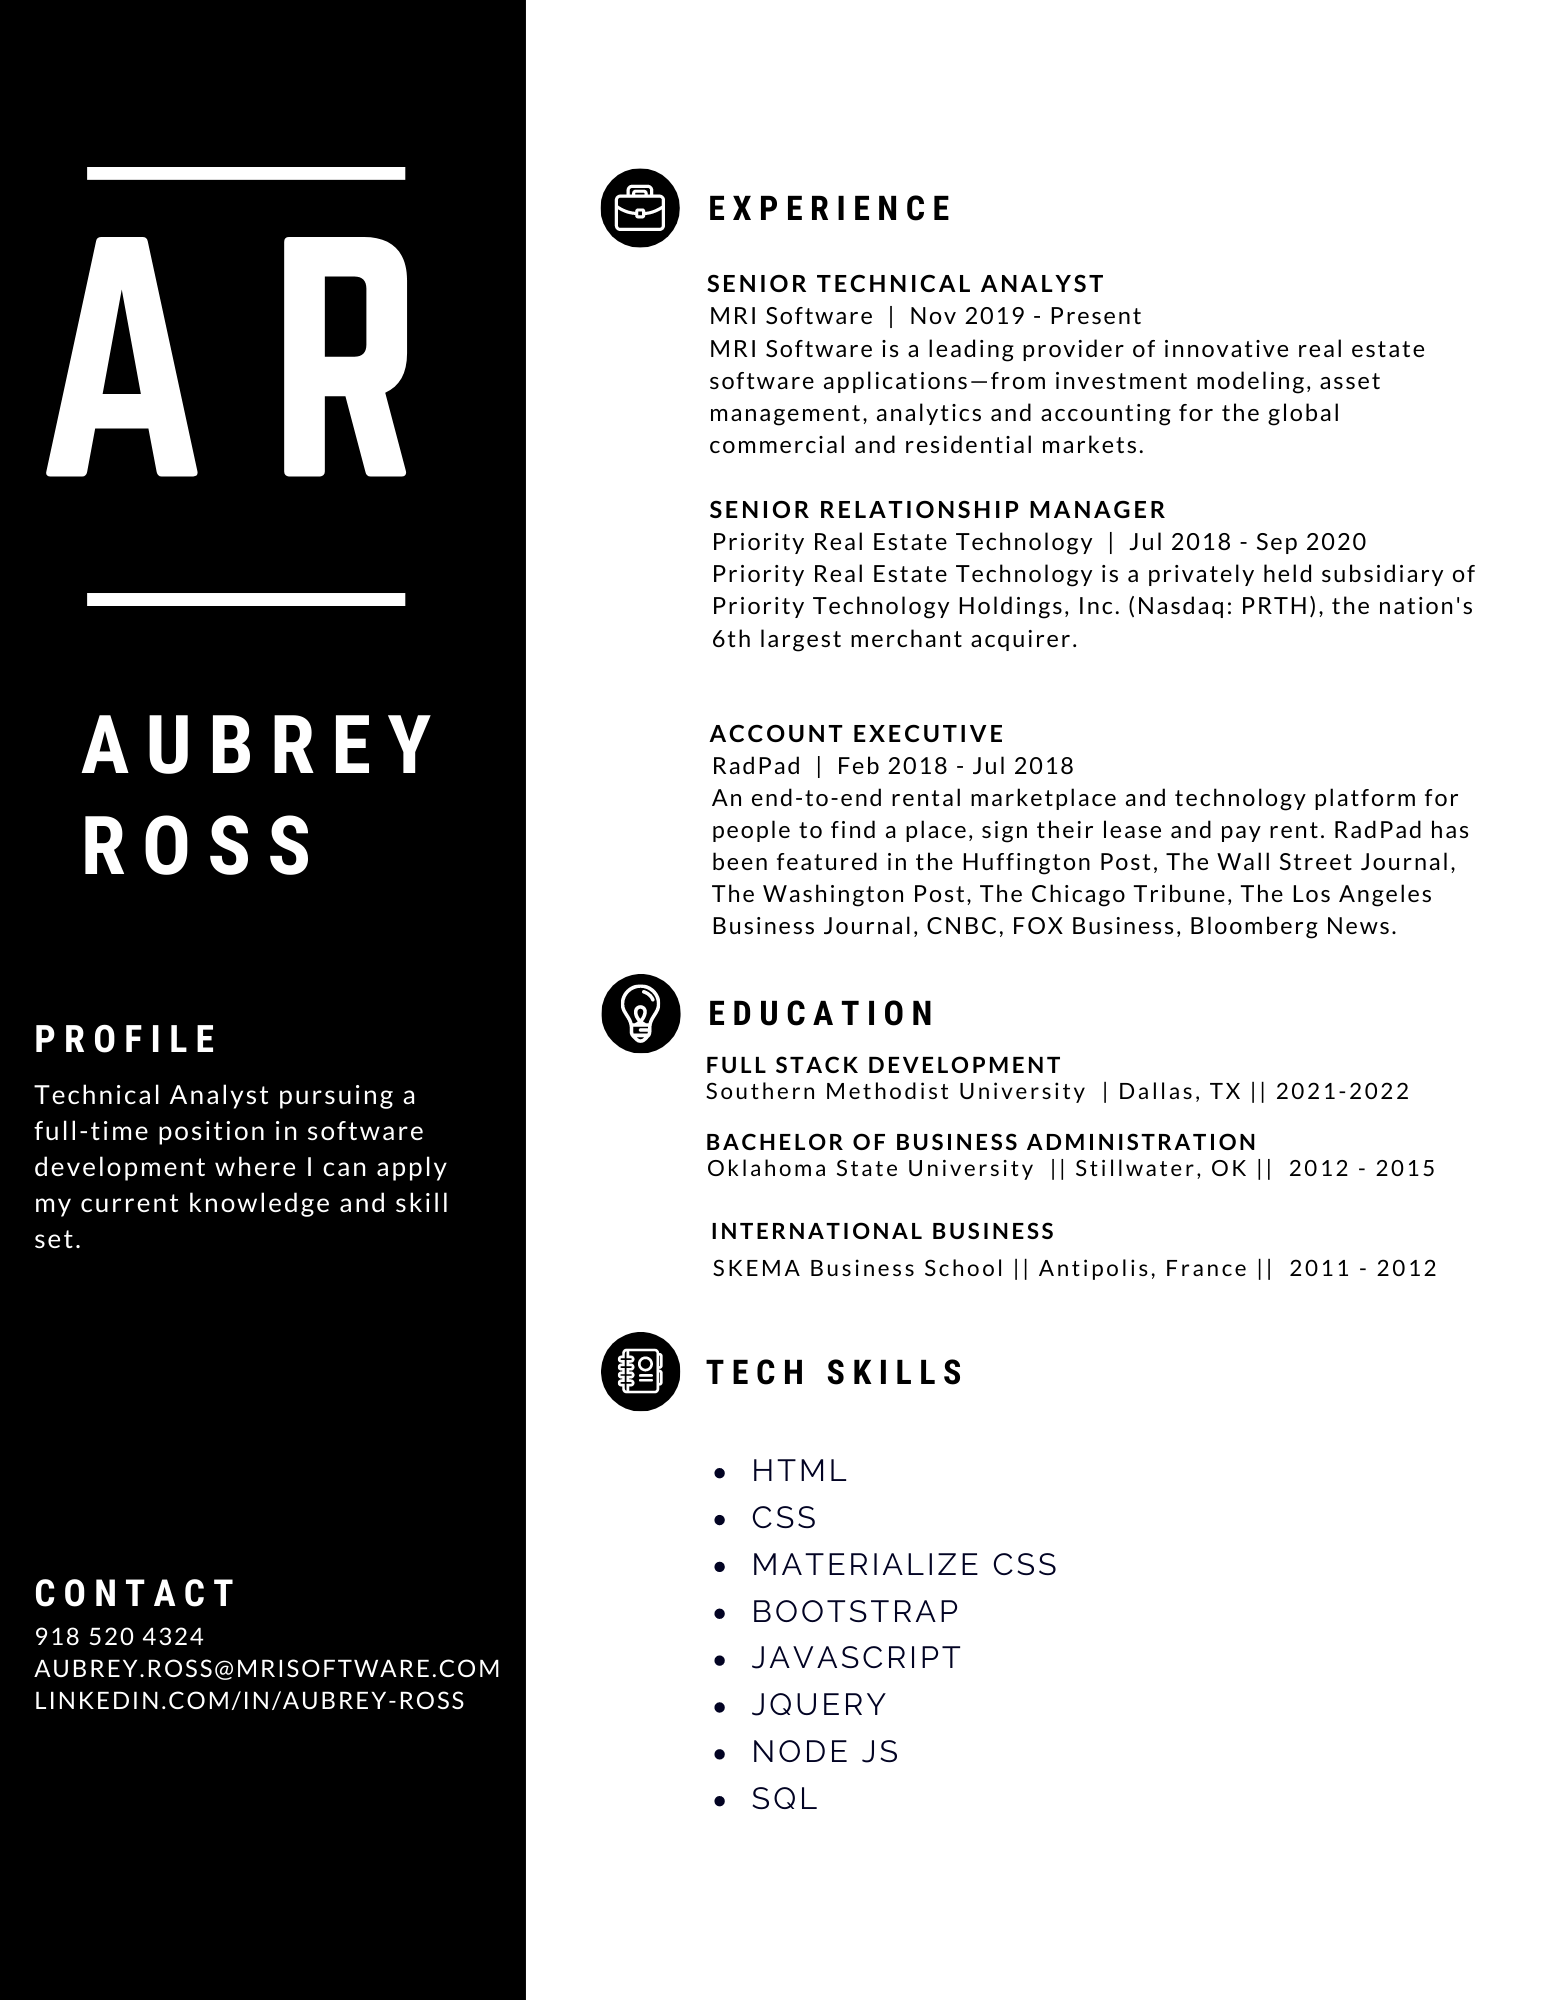 AR
AUBREY
ROSS
PROFILE
Technical Analyst pursuing a
full-time position in software
development where I can apply
my current knowledge and skill
set.
CONTACT
918 520 4324
AUBREY.ROSS@MRISOFTWARE.COM
LINKEDIN.COM/IN/AUBREY-ROSS
EXPERIENCE
SENIOR TECHNICAL ANALYST
MRI Software | Nov 2019 - Present
MRI Software is a leading provider of innovative real estate
software applications—from investment modeling, asset
management, analytics and accounting for the global
commercial and residential markets.
SENIOR RELATIONSHIP MANAGER
Priority Real Estate Technology | Jul 2018 - Sep 2020
Priority Real Estate Technology is a privately held subsidiary of
Priority Technology Holdings, Inc. (Nasdaq: PRTH), the nation's
6th largest merchant acquirer.
ACCOUNT EXECUTIVE
RadPad | Feb 2018 - Jul 2018
An end-to-end rental marketplace and technology platform for
people to find a place, sign their lease and pay rent. RadPad has
been featured in the Huffington Post, The Wall Street Journal,
The Washington Post, The Chicago Tribune, The Los Angeles
Business Journal, CNBC, FOX Business, Bloomberg News.
EDUCATION
FULL STACK DEVELOPMENT
Southern Methodist University | Dallas, TX || 2021-2022
BACHELOR OF BUSINESS ADMINISTRATION
Oklahoma State University || Stillwater, OK || 2012 - 2015
INTERNATIONAL BUSINESS
SKEMA Business School || Antipolis, France || 2011 - 2012
TECH SKILLS
• HTML
• CSS
• MATERIALIZE CSS
• BOOTSTRAP
• JAVASCRIPT
• JQUERY
• NODE JS
• SQL